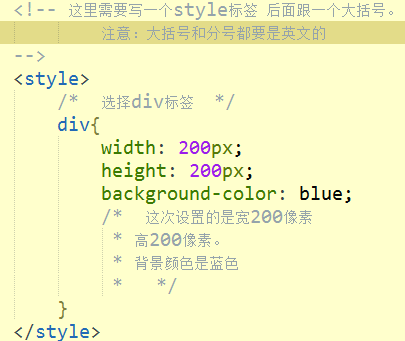 <!-- 这里需要写一个style标签 后面跟一个大括号。
注意：大括号和分号都要是英文的
-->
<style>
/*  选择div标签  */
div{
width: 200px;
height: 200px;
background-color: blue;
/*  这次设置的是宽200像素
* 高200像素。
* 背景颜色是蓝色
*   */
}
</style>